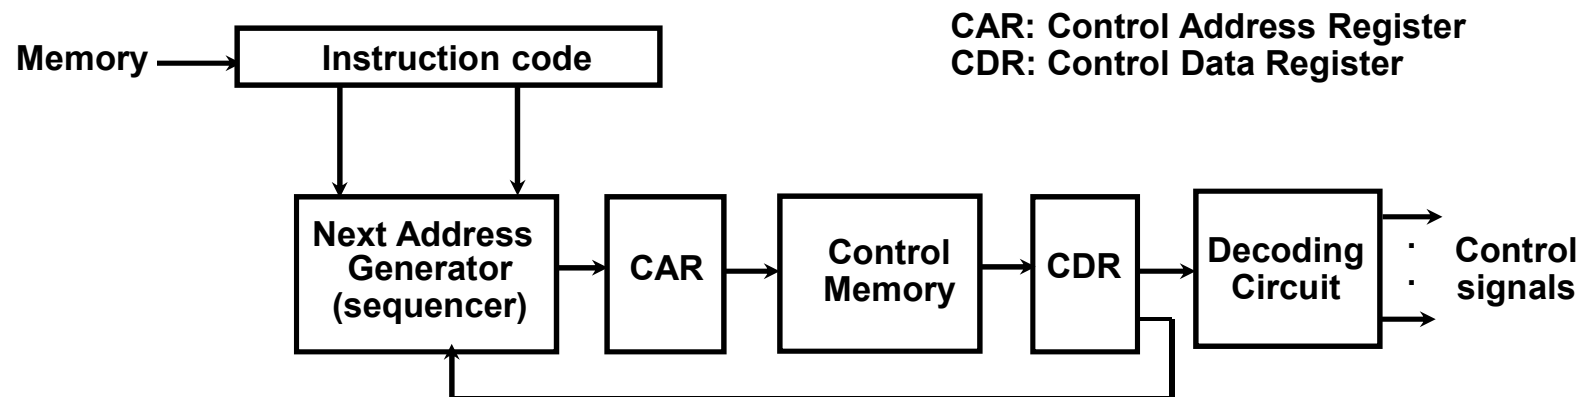 CAR: Control Address Register
CDR: Control Data Register
Memory
Instruction code
Next Address
Generator
(sequencer)
CAR
Control
Memory
CDR
Decoding
Circuit
.
.
Control
signals